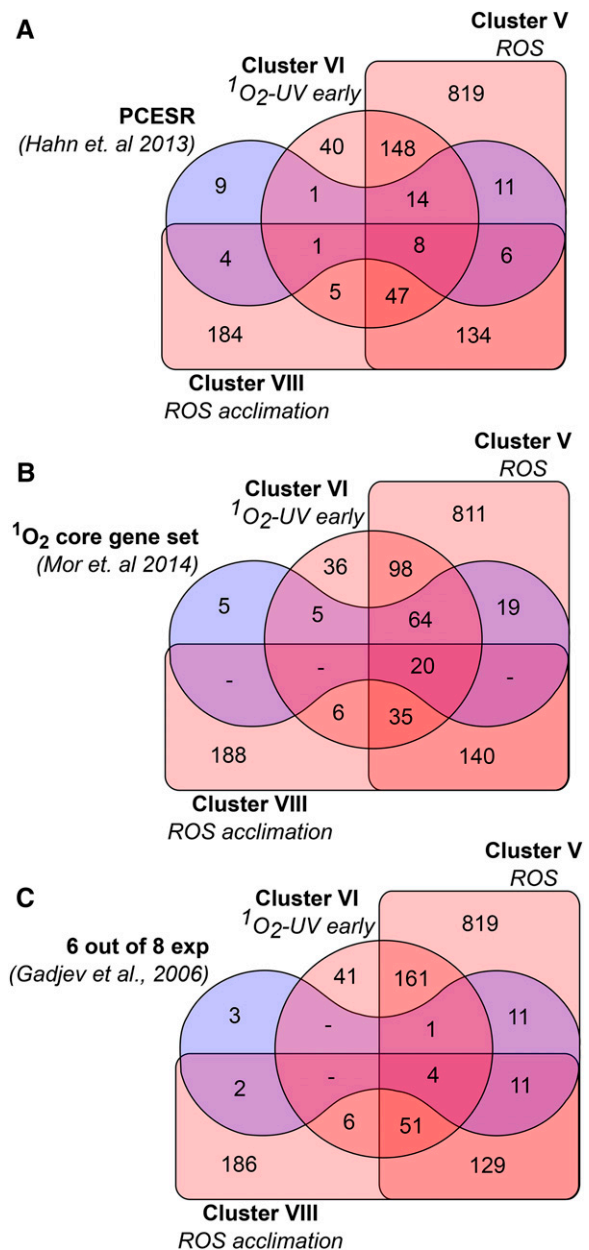 A
Cluster V
ROS
Cluster VI
¹O₂-UV early
819
PCESR
(Hahn et. al 2013)
40
148
9
1
14
11
4
1
8
6
5
47
184
134
Cluster VIII
ROS acclimation
B
Cluster V
ROS
Cluster VI
¹O₂-UV early
811
¹O₂ core gene set
(Mor et. al 2014)
36
98
5
5
64
19
-
-
20
-
6
35
188
140
Cluster VIII
ROS acclimation
C
Cluster V
ROS
Cluster VI
¹O₂-UV early
819
6 out of 8 exp
(Gadjev et al., 2006)
41
161
3
-
1
11
2
-
4
11
6
51
186
129
Cluster VIII
ROS acclimation